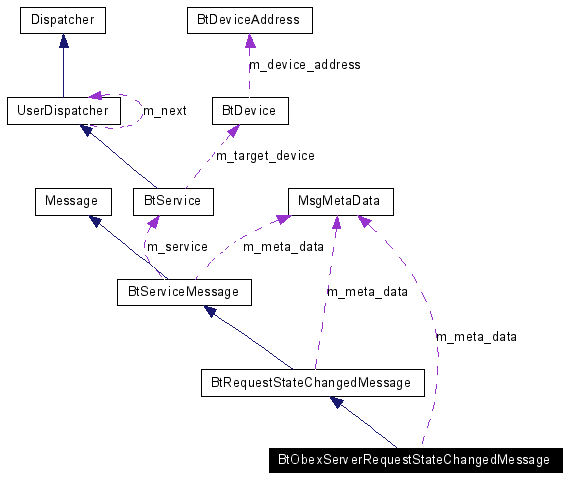 Dispatcher
BtDeviceAddress
m_device_address
UserDispatcher
m_next
BtDevice
m_target_device
Message
BtService
MsgMetaData
m_service
m_meta_data
BtServiceMessage
m_meta_data
m_meta_data
BtRequestStateChangedMessage
BtObexServerRequestStateChangedMessage